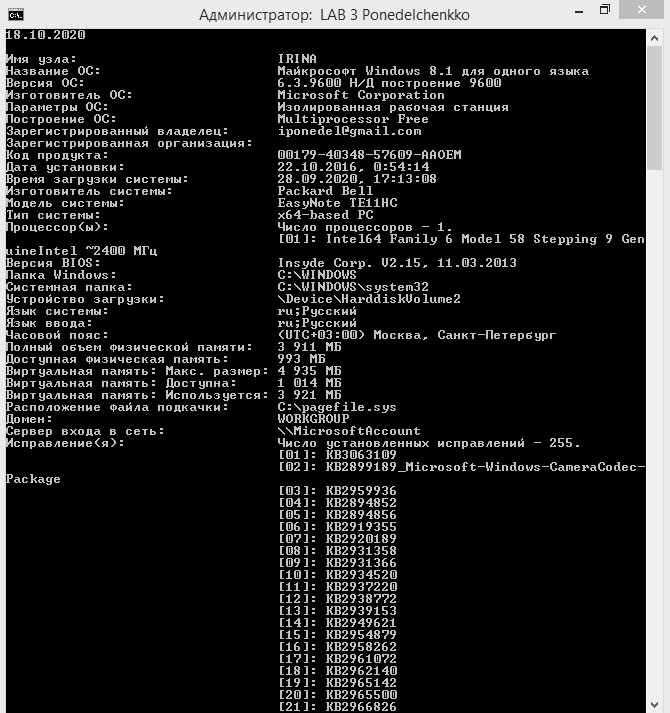 Администратор: LAB 3 Ponedelchenkko
18.10.2020
Имя узла: IRINA
Название ОС: Майкрософт Windows 8.1 для одного языка
Версия ОС: 6.3.9600 Н/Д построение 9600
Изготовитель ОС: Microsoft Corporation
Параметры ОС: Изолированная рабочая станция
Построение ОС: Multiprocessor Free
Зарегистрированный владелец: iponedel@gmail.com
Зарегистрированная организация:
Код продукта: 00179-40348-57609-AAOEM
Дата установки: 22.10.2016, 0:54:14
Время загрузки системы: 28.09.2020, 17:13:08
Изготовитель системы: Packard Bell
Модель системы: EasyNote TE11HC
Тип системы: x64-based PC
Процессор(ы): Число процессоров - 1.
[01]: Intel64 Family 6 Model 58 Stepping 9 Gen
uineIntel ~2400 МГц
Версия BIOS: Insyde Corp. V2.15, 11.03.2013
Папка Windows: C:\WINDOWS
Системная папка: C:\WINDOWS\system32
Устройство загрузки: \Device\HarddiskVolume2
Язык системы: ru;Русский
Язык ввода: ru;Русский
Часовой пояс: (UTC+03:00) Москва, Санкт-Петербург
Полный объем физической памяти: 3 911 МБ
Доступная физическая память: 993 МБ
Виртуальная память: Макс. размер: 4 935 МБ
Виртуальная память: Доступна: 1 014 МБ
Виртуальная память: Используется: 3 921 МБ
Расположение файла подкачки: C:\pagefile.sys
Домен: WORKGROUP
Сервер входа в сеть: \\MicrosoftAccount
Исправление(я): Число установленных исправлений - 255.
[01]: KB3063109
[02]: KB2899189_Microsoft-Windows-CameraCodec-
Package
[03]: KB2959936
[04]: KB2894852
[05]: KB2894856
[06]: KB2919355
[07]: KB2920189
[08]: KB2931358
[09]: KB2931366
[10]: KB2934520
[11]: KB2937220
[12]: KB2938772
[13]: KB2939153
[14]: KB2949621
[15]: KB2954879
[16]: KB2958262
[17]: KB2961072
[18]: KB2962140
[19]: KB2965142
[20]: KB2965500
[21]: KB2966826